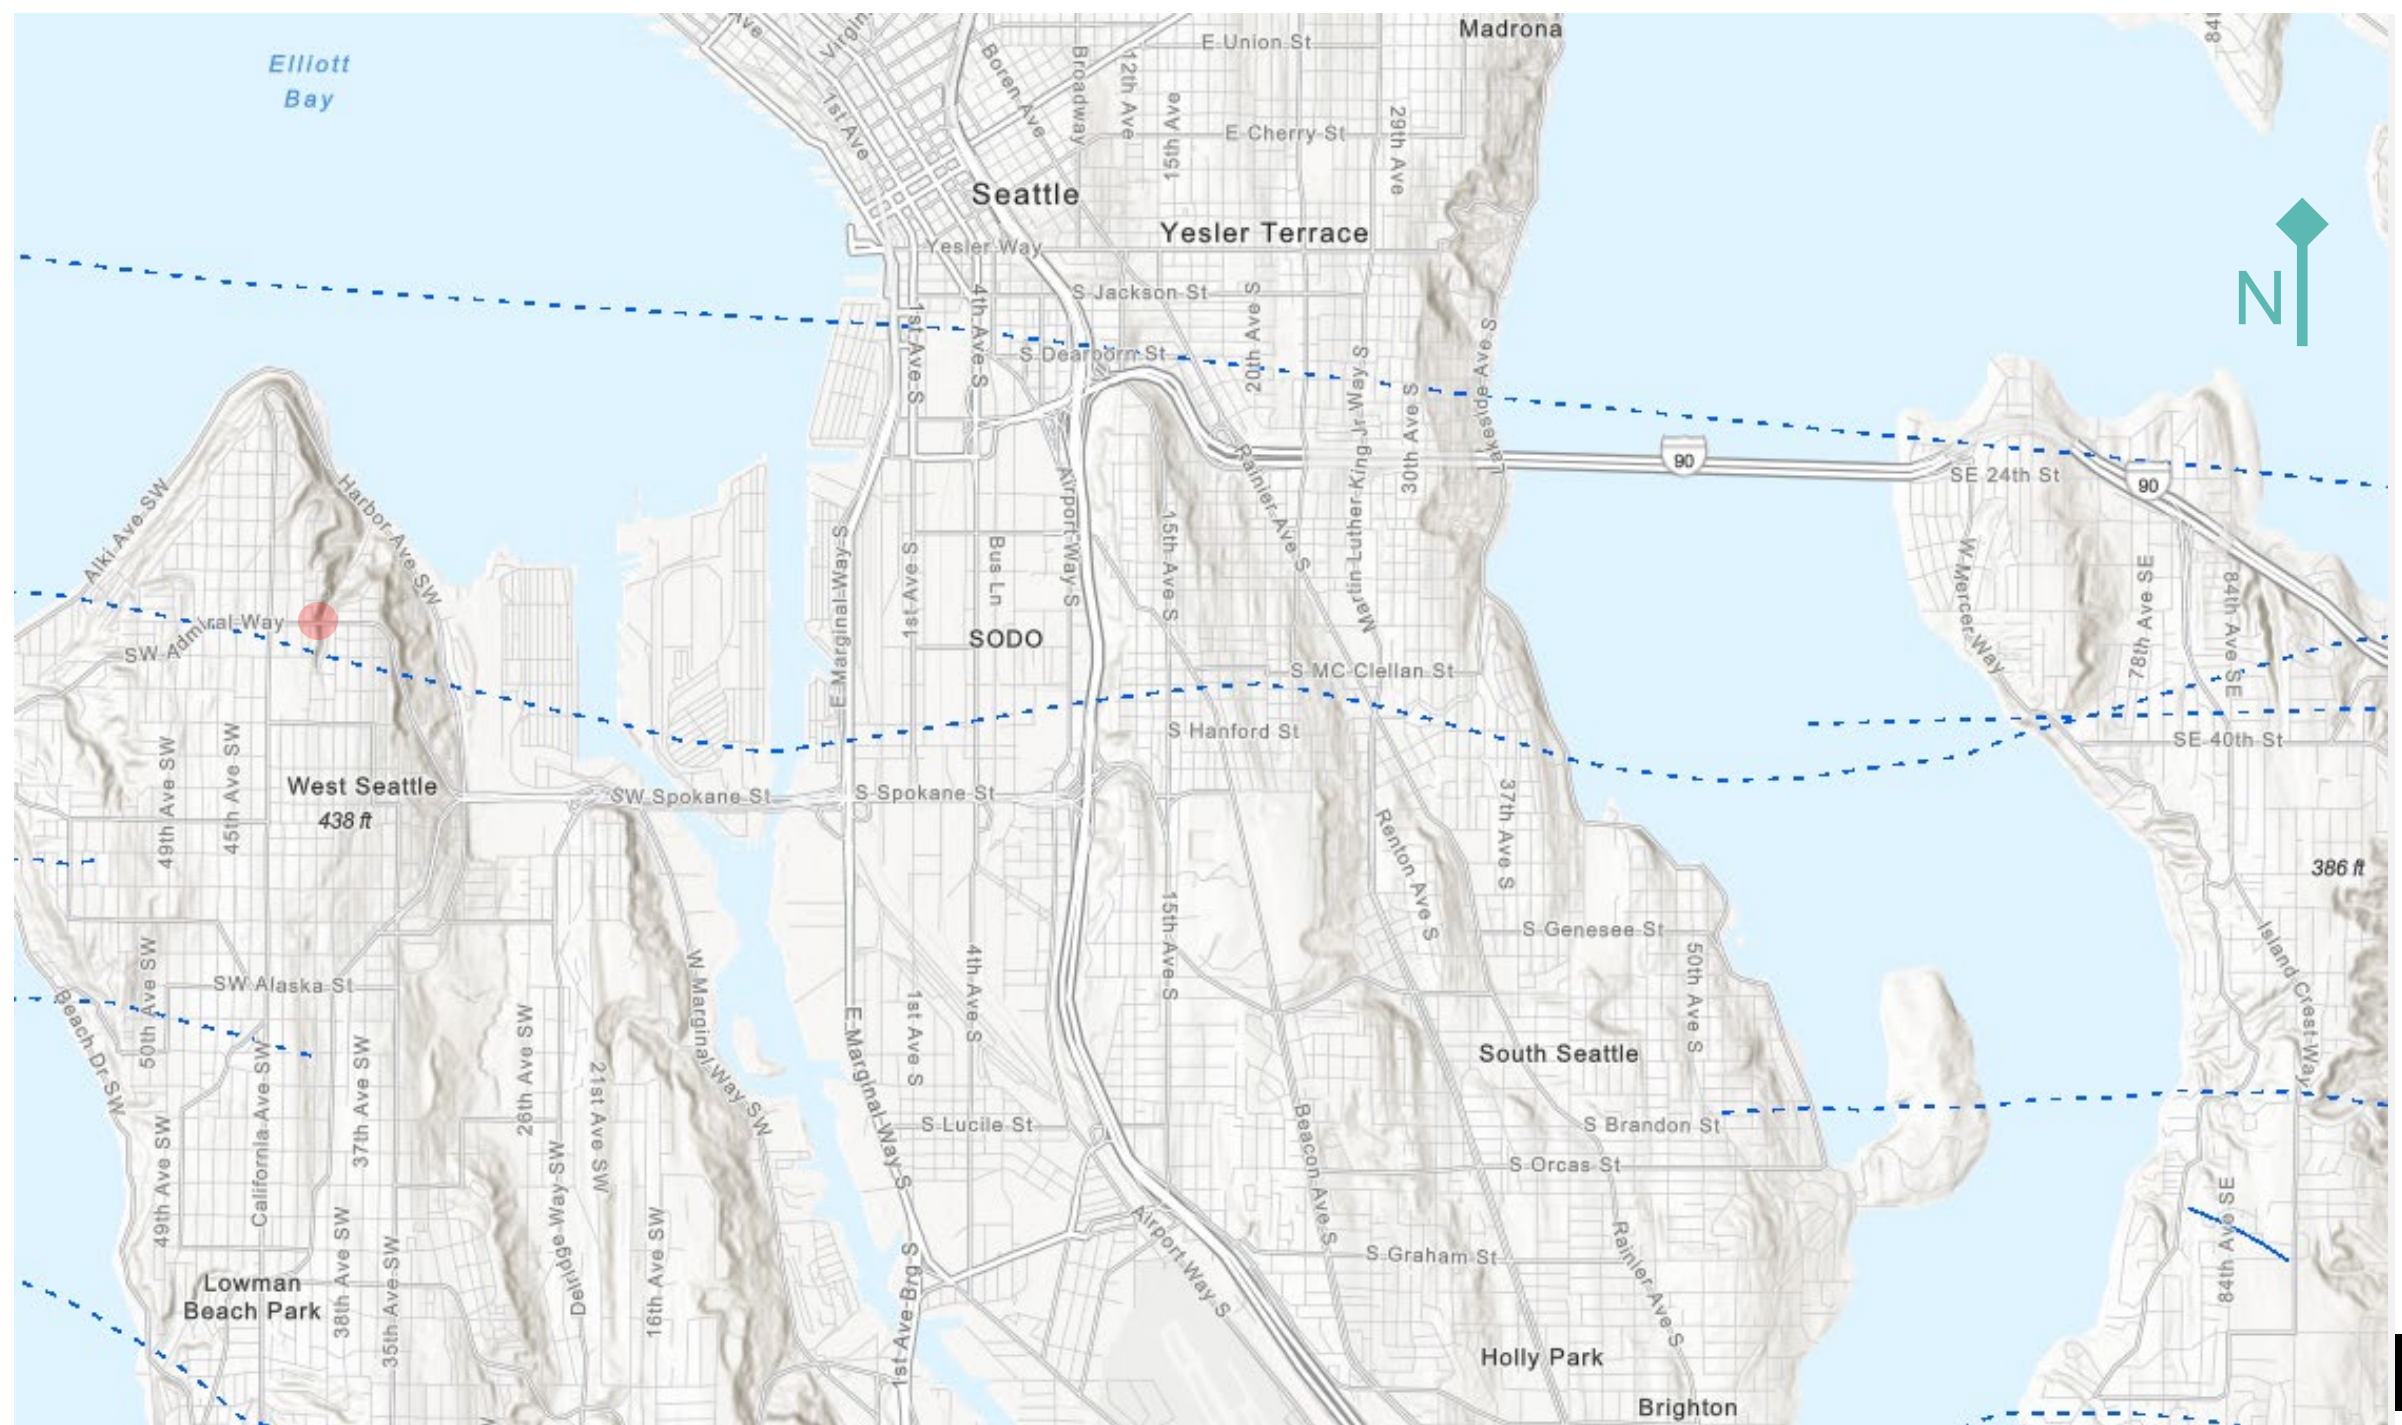 Elliott
Bay
Ave
Virgin
1st Ave
Boren Ave
Broadway
12th Ave
15th Ave
E Union St
E Cherry St
29th Ave
Madrona
84t
Seattle
Yesler Terrace
Yesler Way
S Jackson St
S Dearborn St
1st Ave S
4th Ave S
20th Ave S
Martin Luther King Jr Way S
30th Ave S
Lakeside Ave S
N
90
SE 24th St
90
Alki Ave SW
Harbor Ave SW
SW Admiral Way
E Marginal Way S
1st Ave S
Bus Ln
Airport Way S
15th Ave S
Rainier Ave S
SODO
S MC Clellan St
S Hanford St
W Mercer Way
78th Ave SE
84th Ave SE
SE 40th St
49th Ave SW
45th Ave SW
West Seattle
438 ft
SW Spokane St
S Spokane St
Renton Ave S
37th Ave S
386 ft
50th Ave SW
SW Alaska St
Beach Dr SW
W Marginal Way SW
E Marginal Way S
1st Ave S
4th Ave S
15th Ave S
S Genesee St
50th Ave S
Island Crest Way
South Seattle
49th Ave SW
California Ave SW
37th Ave SW
26th Ave SW
21st Ave SW
S Lucile St
S Brandon St
S Orcas St
Beacon Ave S
Lowman
Beach Park
38th Ave SW
35th Ave SW
Delridge Way SW
16th Ave SW
1st Ave Brg S
Airport Way S
S Graham St
Rainier Ave S
84th Ave SE
Holly Park
Brighton